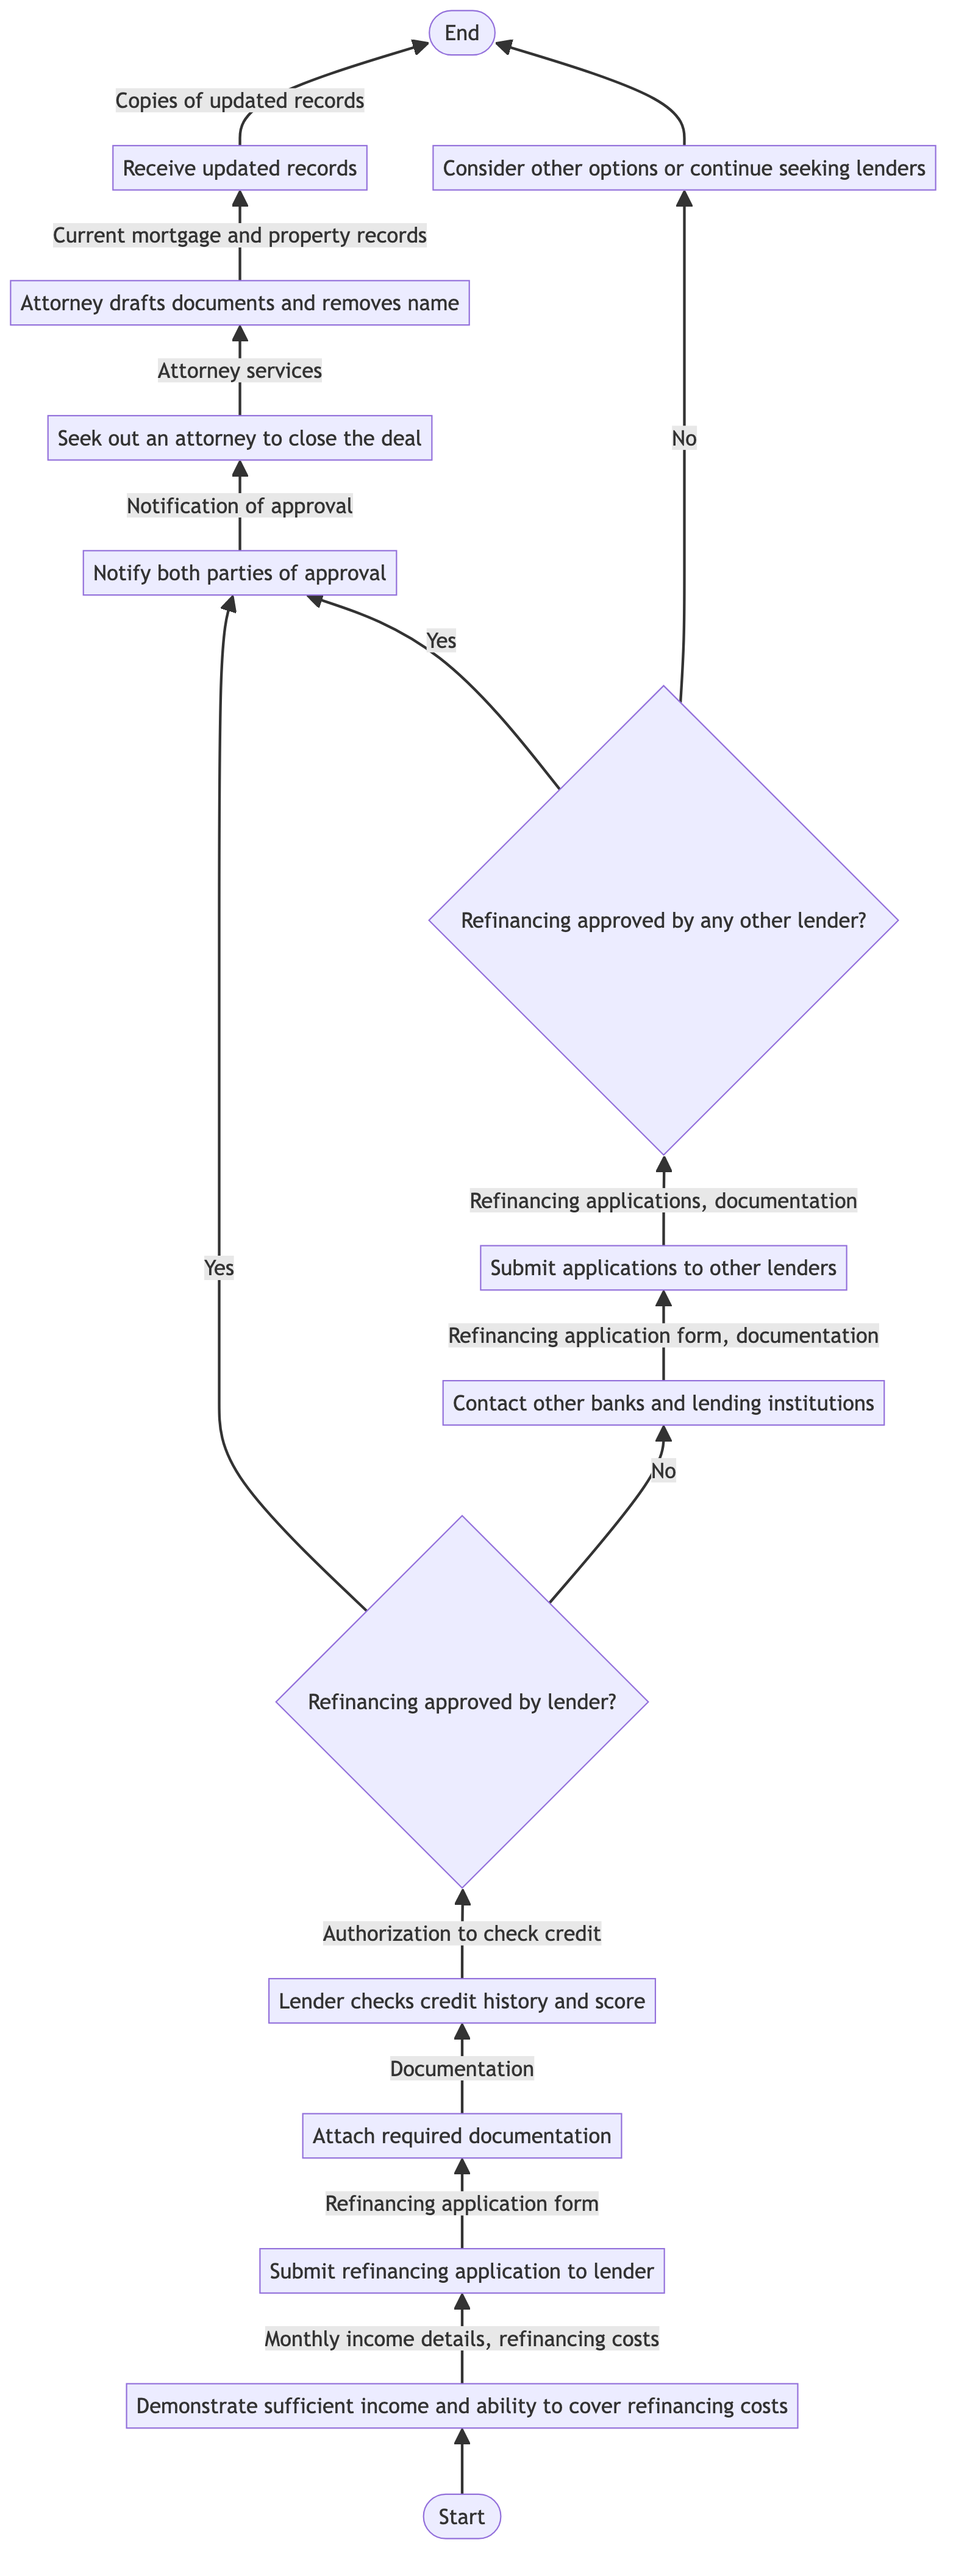 End
Copies of updated records
Receive updated records
Consider other options or continue seeking lenders
Current mortgage and property records
Attorney drafts documents and removes name
Attorney services
Seek out an attorney to close the deal
No
Notification of approval
Notify both parties of approval
Yes
Refinancing approved by any other lender?
Refinancing applications, documentation
Yes
Submit applications to other lenders
Refinancing application form, documentation
Contact other banks and lending institutions
No
Refinancing approved by lender?
Authorization to check credit
Lender checks credit history and score
Documentation
Attach required documentation
Refinancing application form
Submit refinancing application to lender
Monthly income details, refinancing costs
Demonstrate sufficient income and ability to cover refinancing costs
Start